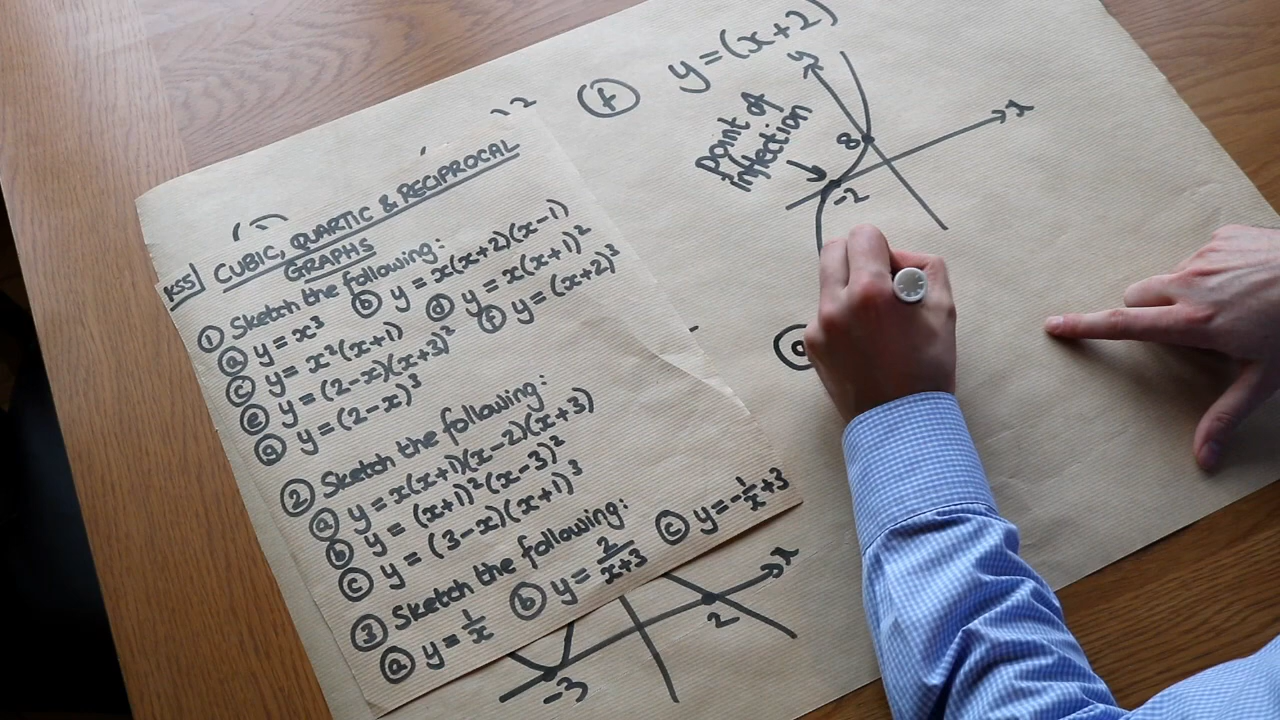 KS5 CUBIC, QUARTIC & RECIPROCAL
GRAPHS
① Sketch the following:
ⓐ y = x³ ⓑ y = x(x+2)(x-1)
ⓒ y = x²(x+1) ⓓ y = x(x+1)²
ⓔ y = (2-x)(x+3)² ⓕ y = (x+2)³
ⓖ y = (2-x)³
② Sketch the following:
ⓐ y = x(x+1)(x-2)(x+3)
ⓑ y = (x+1)²(x-3)²
ⓒ y = (3-x)(x+1)³
③ Sketch the following:
ⓐ y = 1/x ⓑ y = 2/(x+3) ⓒ y = -1/x+3
ⓕ y = (x+2)
y
x
Point of
inflection
8
-2
x
2
-3